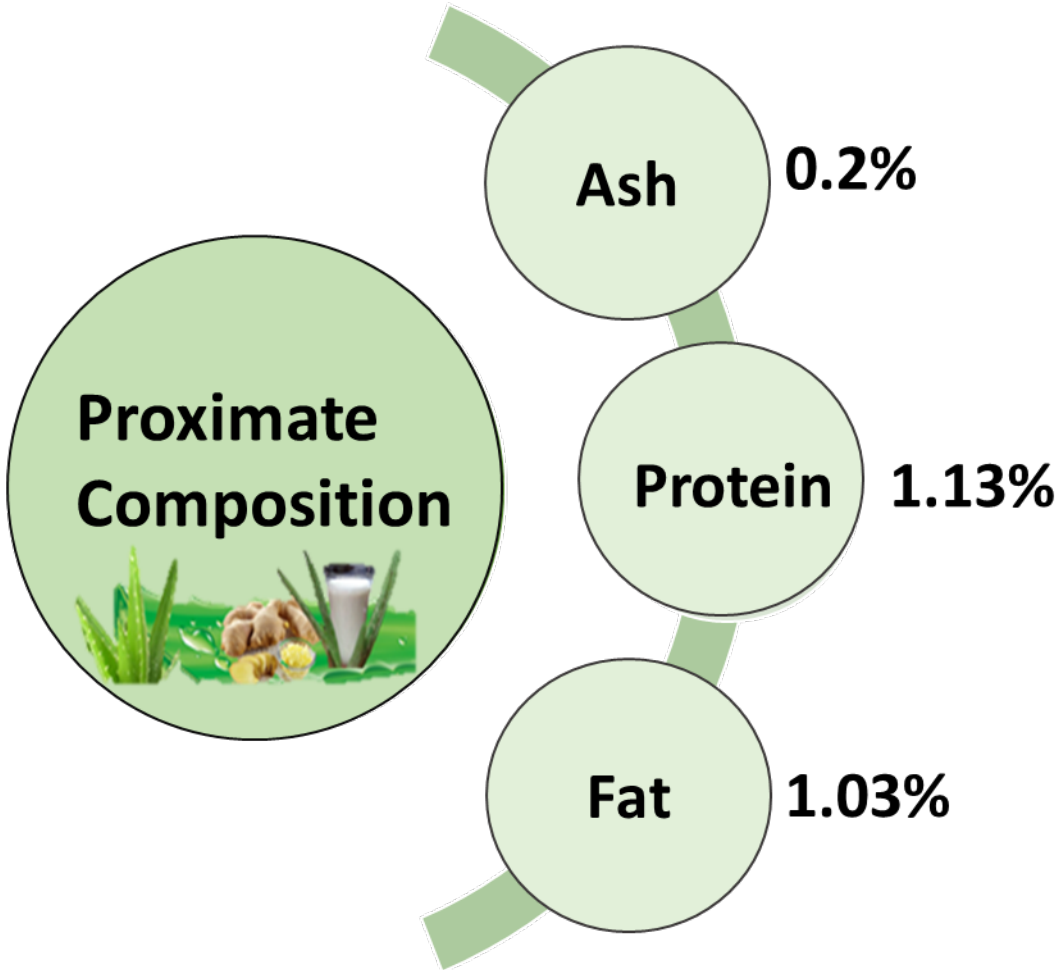 Proximate
Composition
Ash
0.2%
Protein
1.13%
Fat
1.03%